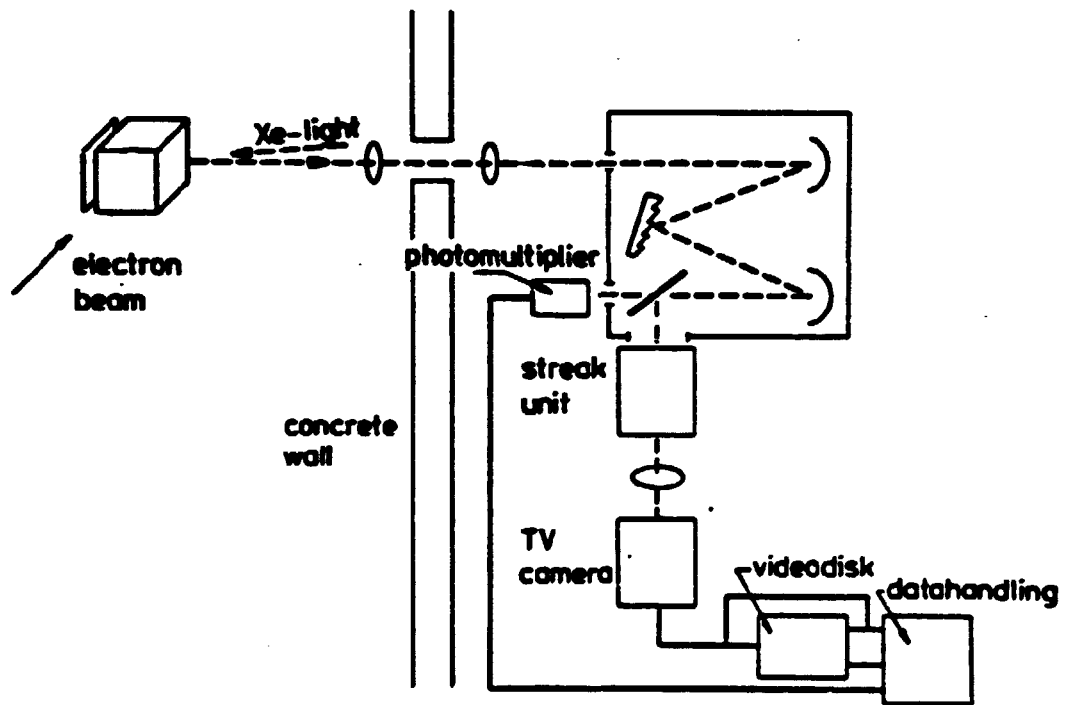 Xe-light
electron
beam
photomultiplier
streak
unit
concrete
wall
TV
camera
videodisk
datahandling